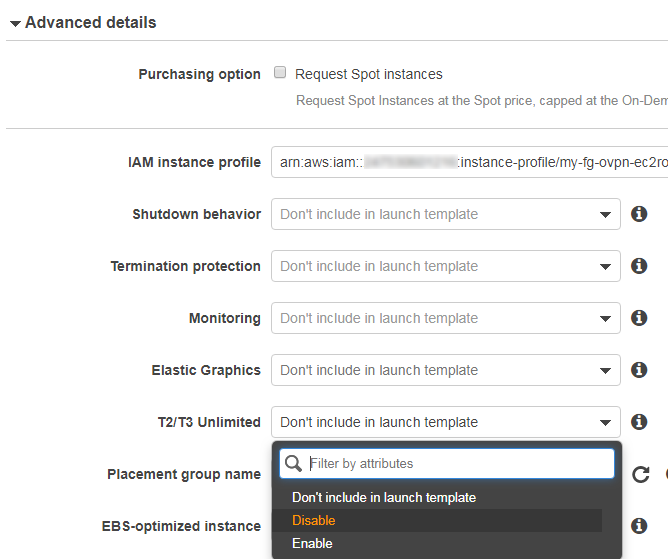 Advanced details
Purchasing option Request Spot instances
Request Spot Instances at the Spot price, capped at the On-Dem
IAM instance profile arn:aws:iam:: :instance-profile/my-fg-ovpn-ec2ro
Shutdown behavior Don't include in launch template
Termination protection Don't include in launch template
Monitoring Don't include in launch template
Elastic Graphics Don't include in launch template
T2/T3 Unlimited Don't include in launch template
Placement group name Filter by attributes
Don't include in launch template
EBS-optimized instance Disable
Enable